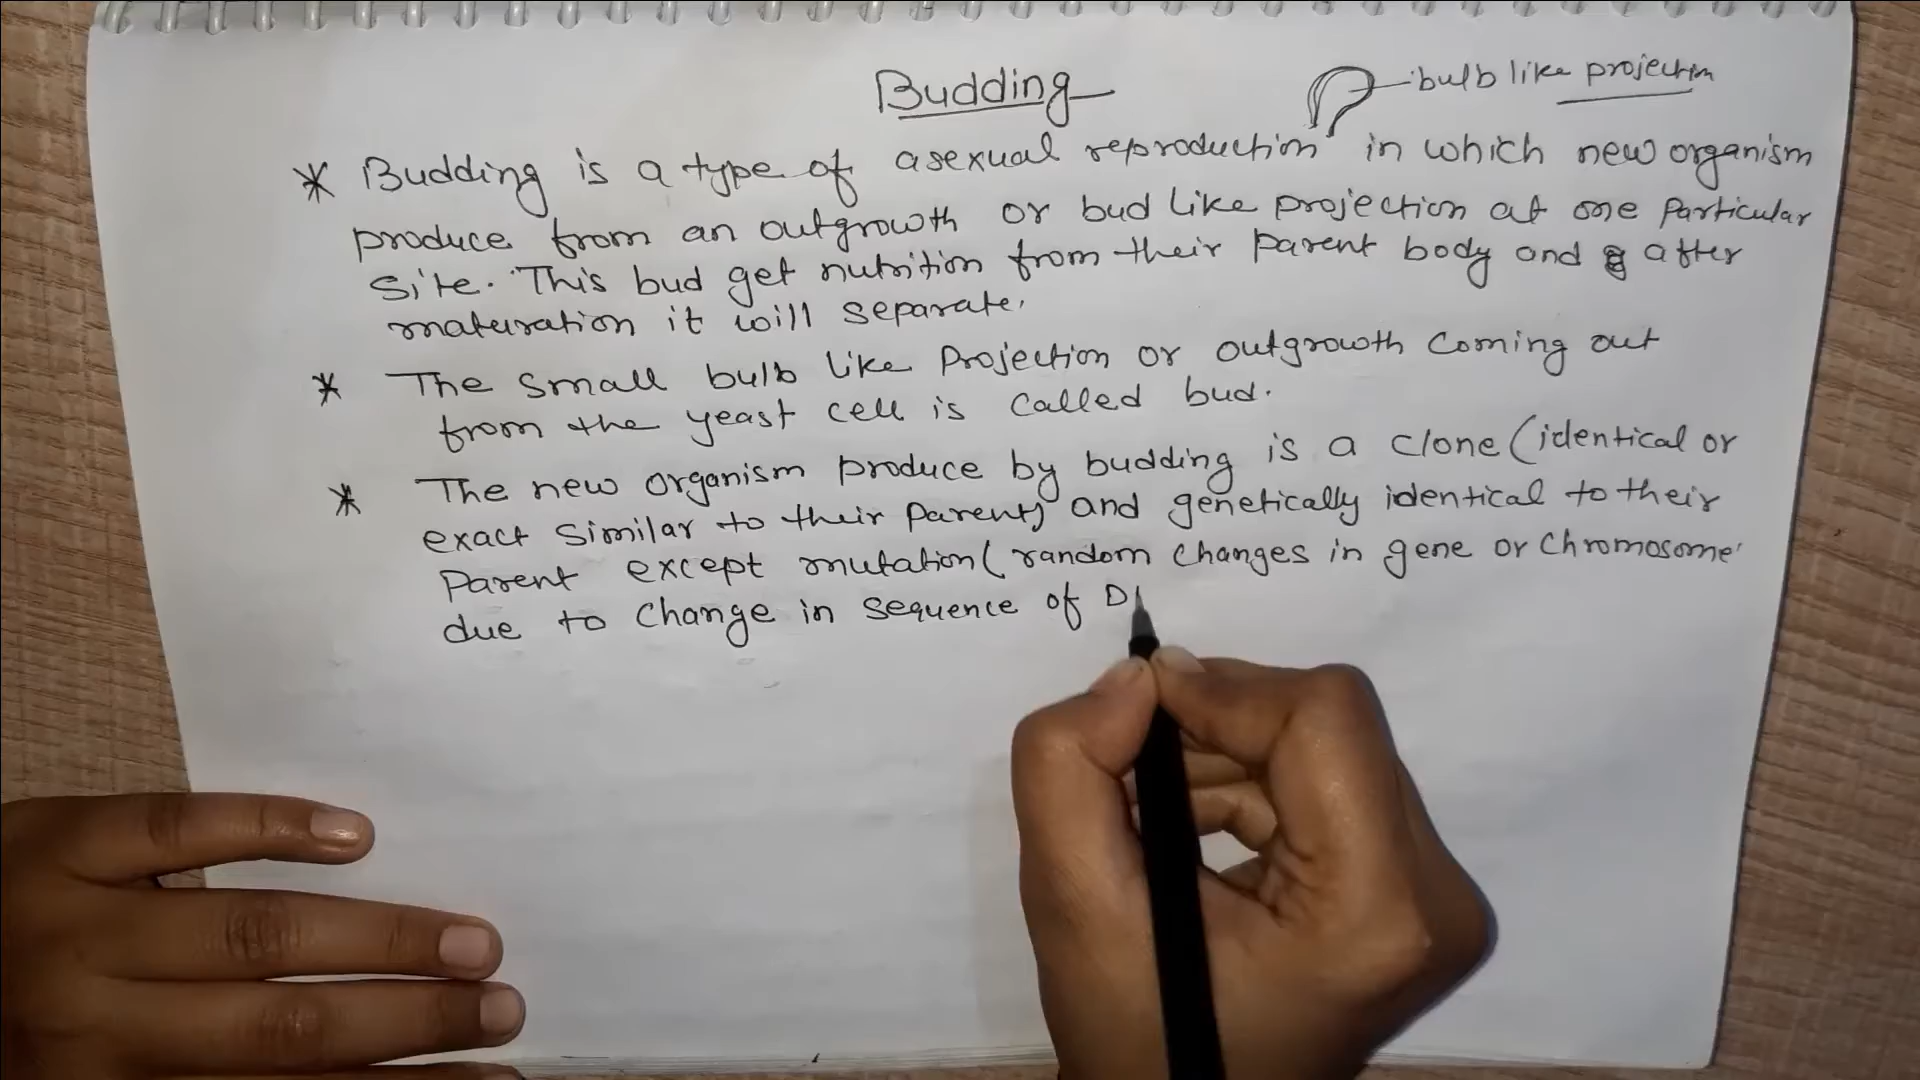 Budding
bulb like projection
* Budding is a type of asexual reproduction in which new organism
produce from an outgrowth or bud like projection at one particular
site. This bud get nutrition from their parent body and after
maturation it will separate.
* The small bulb like projection or outgrowth coming out
from the yeast cell is called bud.
* The new organism produce by budding is a clone (identical or
exact similar to their parent) and genetically identical to their
parent except mutation (random changes in gene or chromosome
due to change in sequence of D